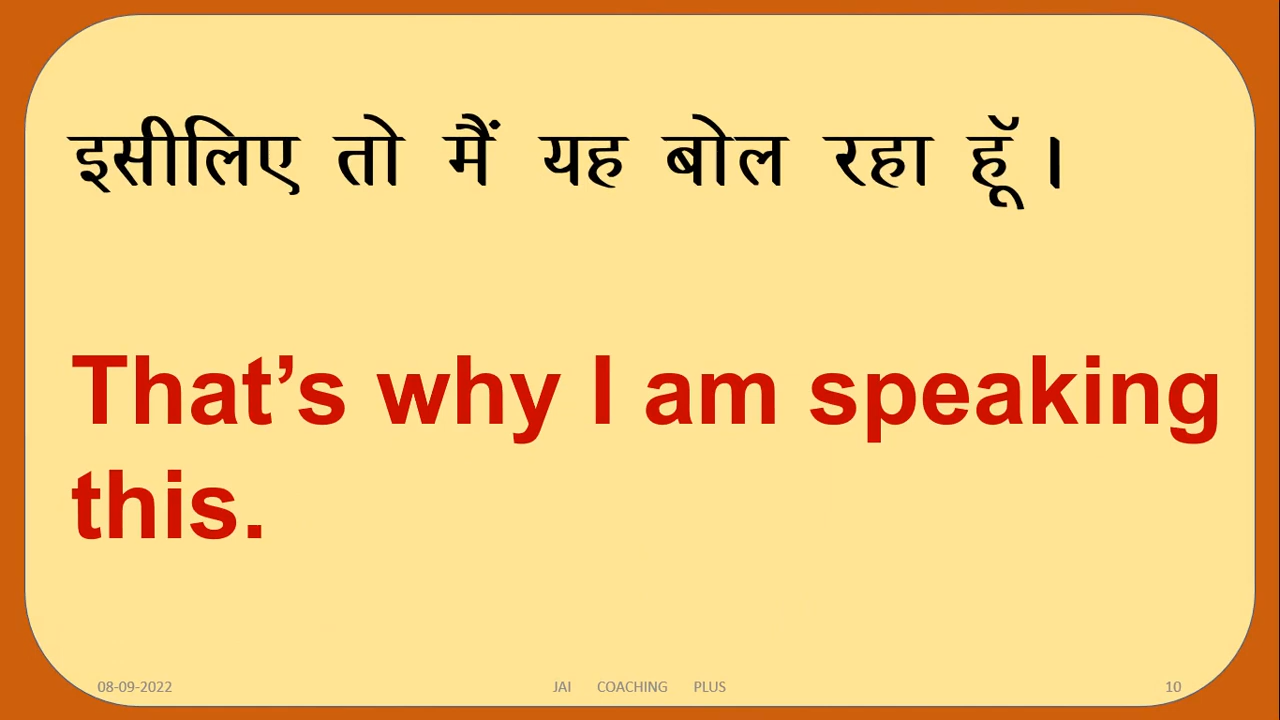 इसीलिए तो मैं यह बोल रहा हूॅ ।
That’s why I am speaking
this.
08-09-2022 JAI COACHING PLUS 10